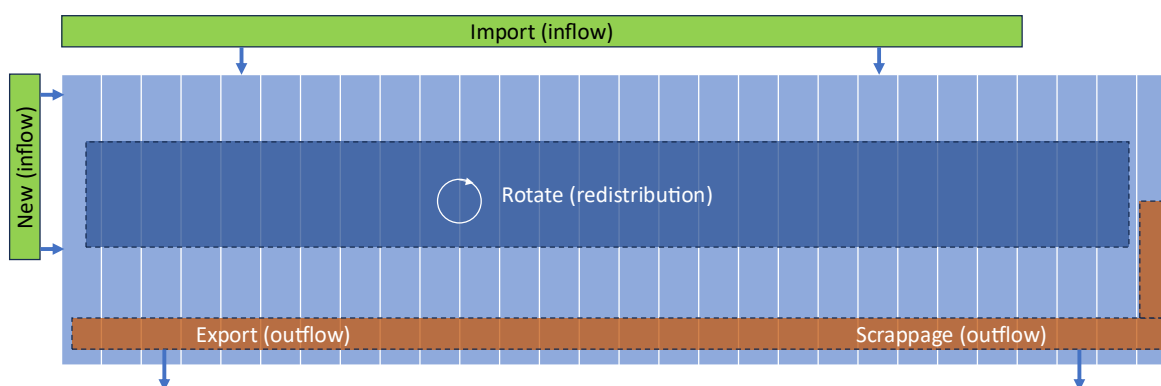 Import (inflow)
New (inflow)
Rotate (redistribution)
Export (outflow)
Scrappage (outflow)